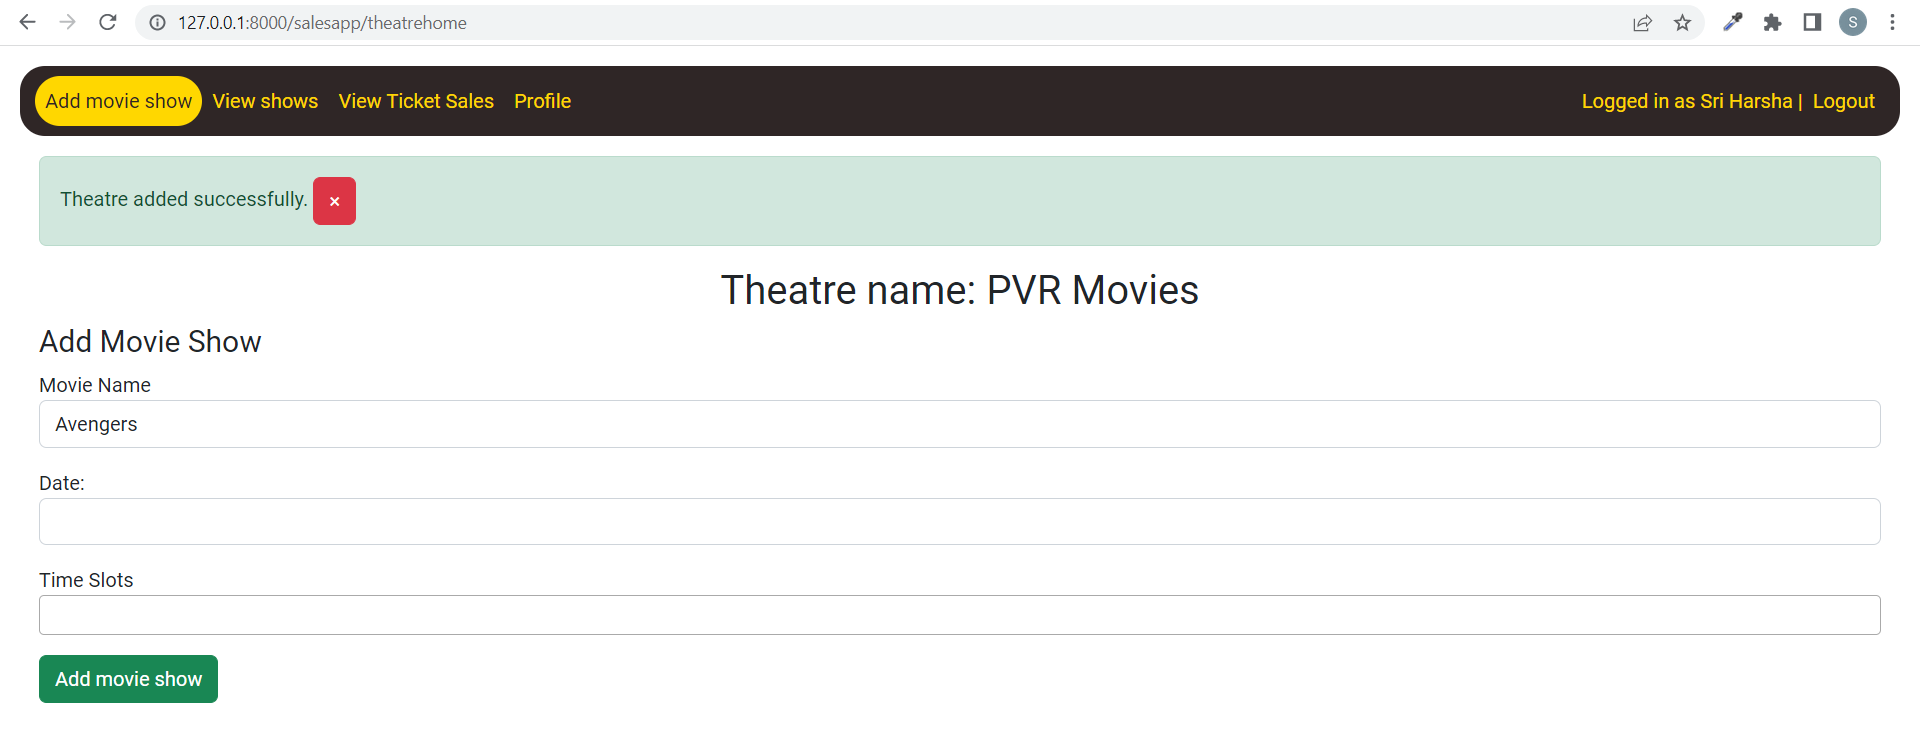 127.0.0.1:8000/salesapp/theatrehome
S
Add movie show View shows View Ticket Sales Profile Logged in as Sri Harsha | Logout
Theatre added successfully. ×
Theatre name: PVR Movies
Add Movie Show
Movie Name
Avengers
Date:
Time Slots
Add movie show